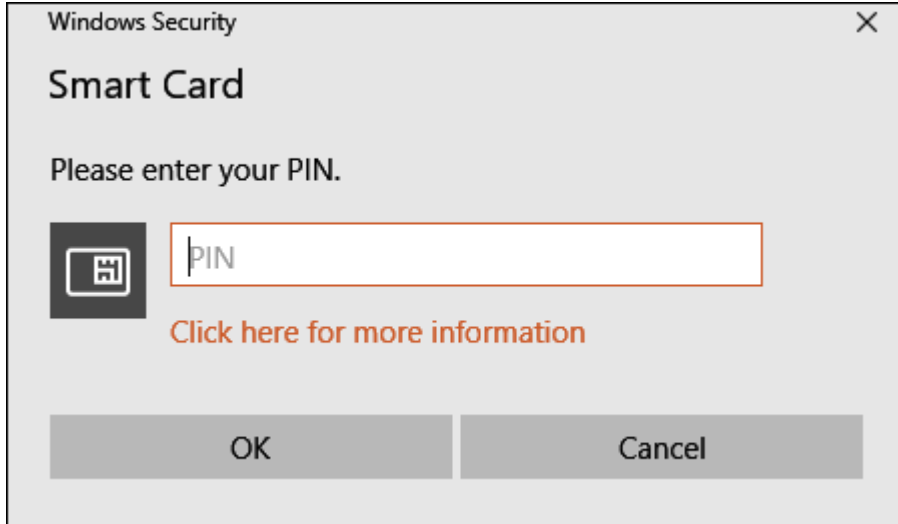 Windows Security
Smart Card
Please enter your PIN.
PIN
Click here for more information
OK
Cancel